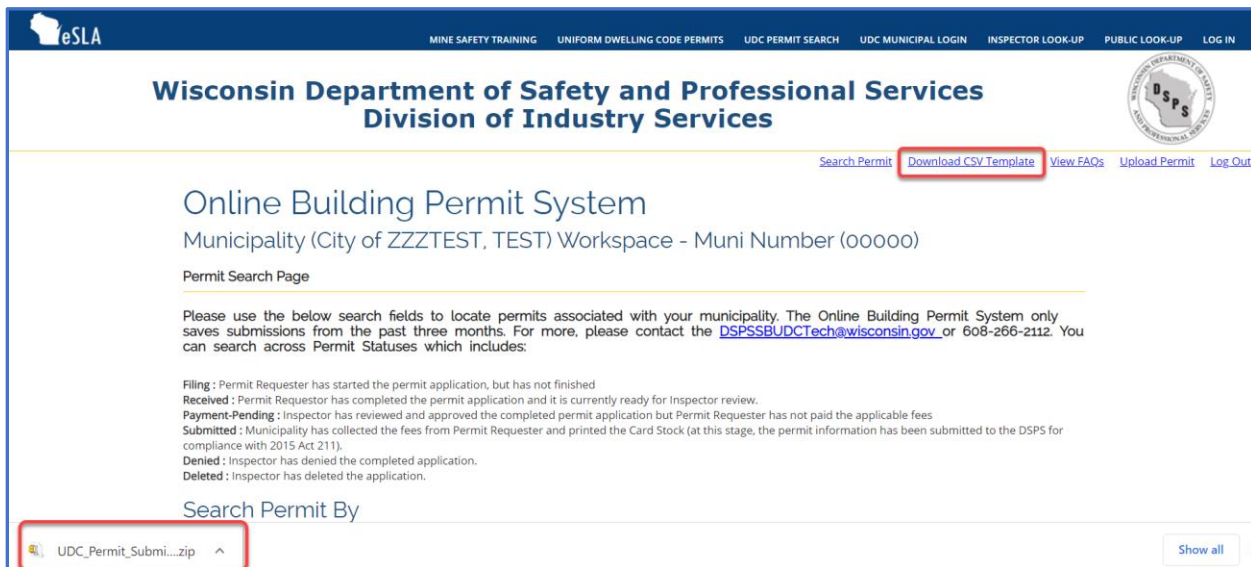 eSLA
MINE SAFETY TRAINING UNIFORM DWELLING CODE PERMITS UDC PERMIT SEARCH UDC MUNICIPAL LOGIN INSPECTOR LOOK-UP PUBLIC LOOK-UP LOG IN
Wisconsin Department of Safety and Professional Services
Division of Industry Services
WISCONSIN DEPARTMENT OF SAFETY AND PROFESSIONAL SERVICES
DSPS
Search Permit Download CSV Template View FAQs Upload Permit Log Out
Online Building Permit System
Municipality (City of ZZZTEST, TEST) Workspace - Muni Number (00000)
Permit Search Page
Please use the below search fields to locate permits associated with your municipality. The Online Building Permit System only
saves submissions from the past three months. For more, please contact the DSPSSBUDCTech@wisconsin.gov or 608-266-2112. You
can search across Permit Statuses which includes:
Filing : Permit Requester has started the permit application, but has not finished
Received : Permit Requestor has completed the permit application and it is currently ready for Inspector review.
Payment-Pending : Inspector has reviewed and approved the completed permit application but Permit Requester has not paid the applicable fees
Submitted : Municipality has collected the fees from Permit Requester and printed the Card Stock (at this stage, the permit information has been submitted to the DSPS for
compliance with 2015 Act 211).
Denied : Inspector has denied the completed application.
Deleted : Inspector has deleted the application.
Search Permit By
UDC_Permit_Submi....zip
Show all